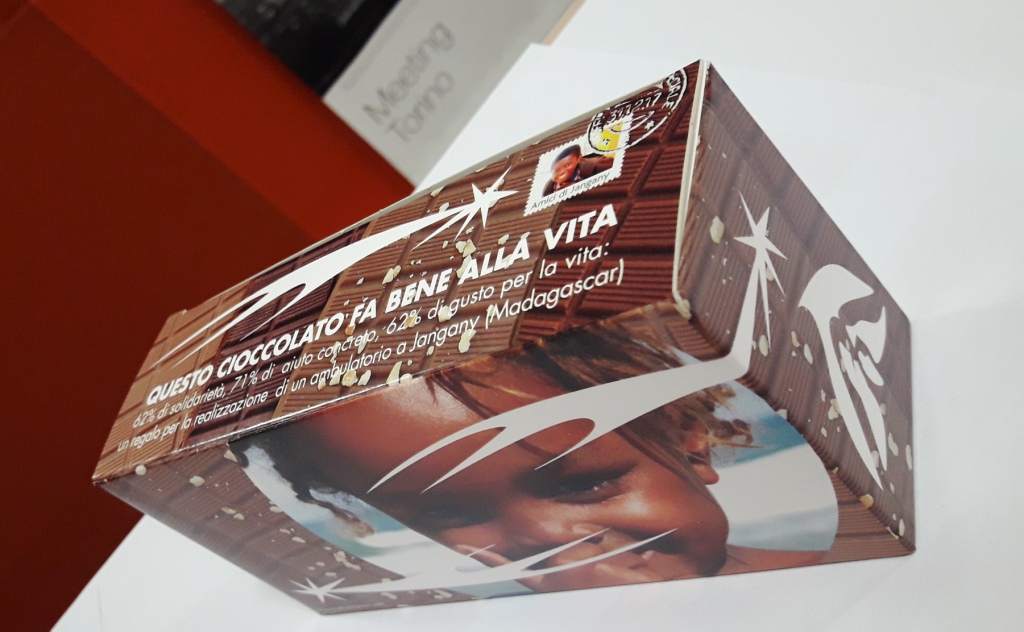 Meeting
Torino
Amici di Jangany
QUESTO CIOCCOLATO FA BENE ALLA VITA
62% di solidarietà, 71% di aiuto concreto, 62% di gusto per la vita:
un regalo per la realizzazione di un ambulatorio a Jangany (Madagascar)